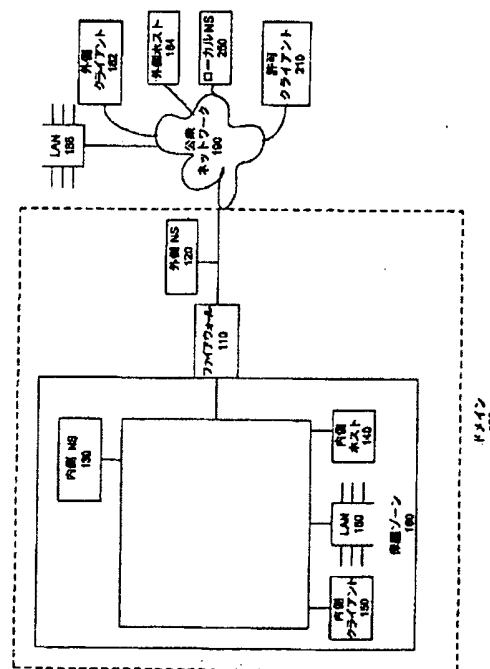 LAN
186
外側
クライアント
182
外側ホスト
184
ローカルNS
260
許可
クライアント
210
公衆
ネットワーク
190
外側 NS
120
ファイアウォール
110
内側 NS
130
内側
ホスト
140
LAN
180
内側
クライアント
150
保護ゾーン
160
ドメイン